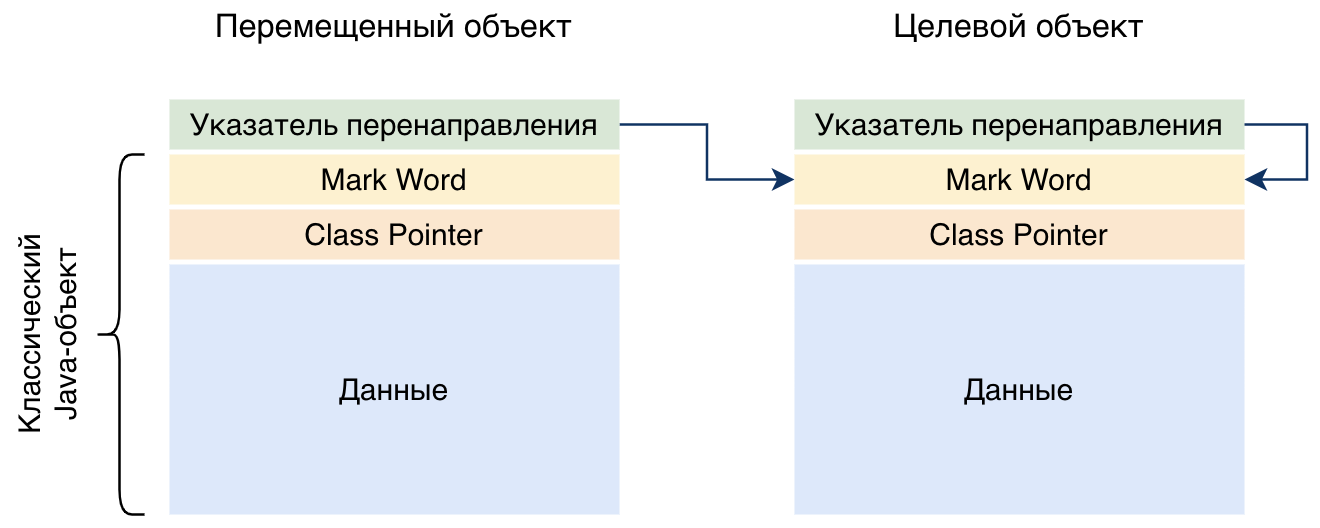 Перемещенный объект
Целевой объект
Указатель перенаправления
Mark Word
Class Pointer
Данные
Указатель перенаправления
Mark Word
Class Pointer
Данные
Классический
Java-объект